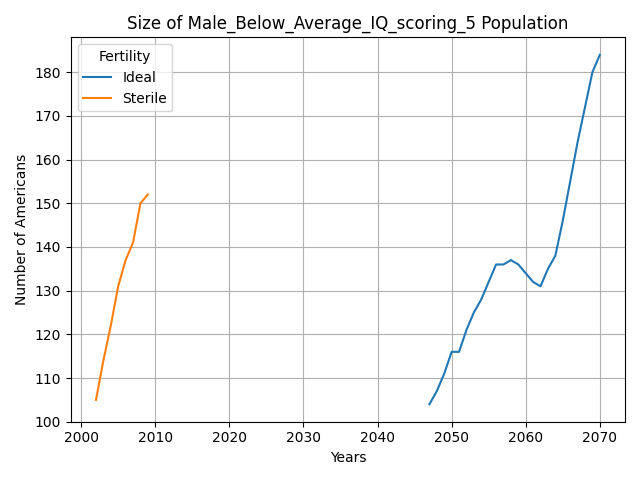 Size of Male_Below_Average_IQ_scoring_5 Population
Fertility
Ideal
Sterile
Number of Americans
180
170
160
150
140
130
120
110
100
2000 2010 2020 2030 2040 2050 2060 2070
Years